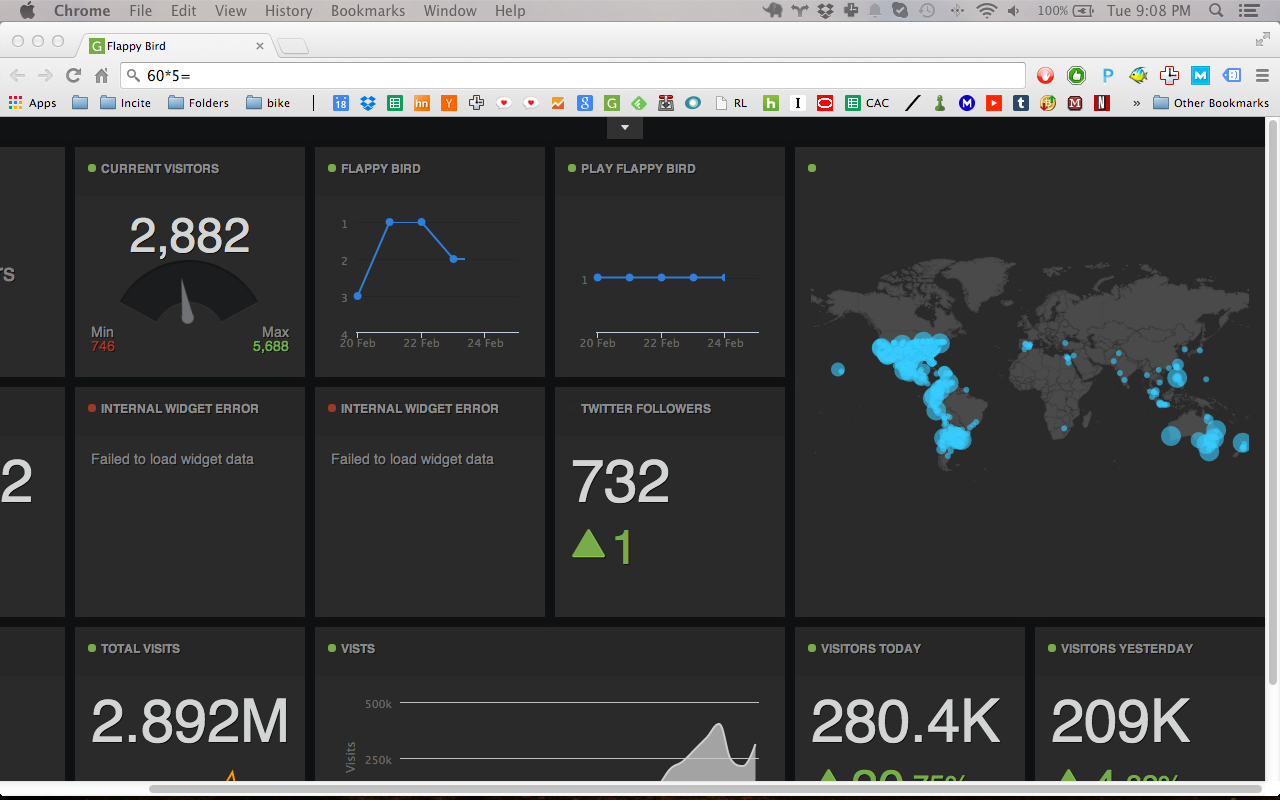 Chrome File Edit View History Bookmarks Window Help 100% Tue 9:08 PM
Flappy Bird
60*5=
Apps Incite Folders bike 18 hn Y 8 G RL h I CAC M t M N » Other Bookmarks
CURRENT VISITORS
2,882
Min Max
746 5,688
FLAPPY BIRD
1
2
3
4
20 Feb 22 Feb 24 Feb
PLAY FLAPPY BIRD
1
20 Feb 22 Feb 24 Feb
rs
2
INTERNAL WIDGET ERROR
Failed to load widget data
INTERNAL WIDGET ERROR
Failed to load widget data
TWITTER FOLLOWERS
732
1
TOTAL VISITS
2.892M
VISTS
500k
250k
Visits
VISITORS TODAY
280.4K
VISITORS YESTERDAY
209K